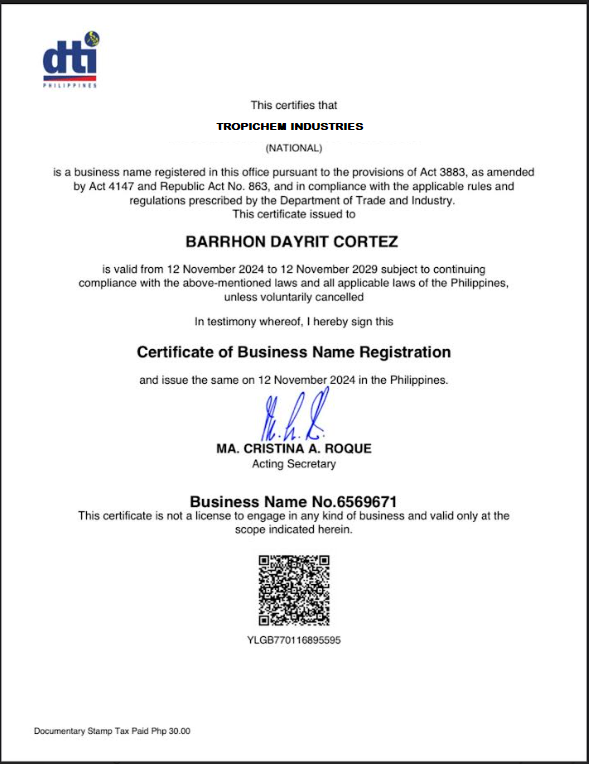 dti
PHILIPPINES
This certifies that
TROPICHEM INDUSTRIES
(NATIONAL)
is a business name registered in this office pursuant to the provisions of Act 3883, as amended
by Act 4147 and Republic Act No. 863, and in compliance with the applicable rules and
regulations prescribed by the Department of Trade and Industry.
This certificate issued to
BARRHON DAYRIT CORTEZ
is valid from 12 November 2024 to 12 November 2029 subject to continuing
compliance with the above-mentioned laws and all applicable laws of the Philippines,
unless voluntarily cancelled
In testimony whereof, I hereby sign this
Certificate of Business Name Registration
and issue the same on 12 November 2024 in the Philippines.
MA. CRISTINA A. ROQUE
Acting Secretary
Business Name No.6569671
This certificate is not a license to engage in any kind of business and valid only at the
scope indicated herein.
YLGB770116895595
Documentary Stamp Tax Paid Php 30.00